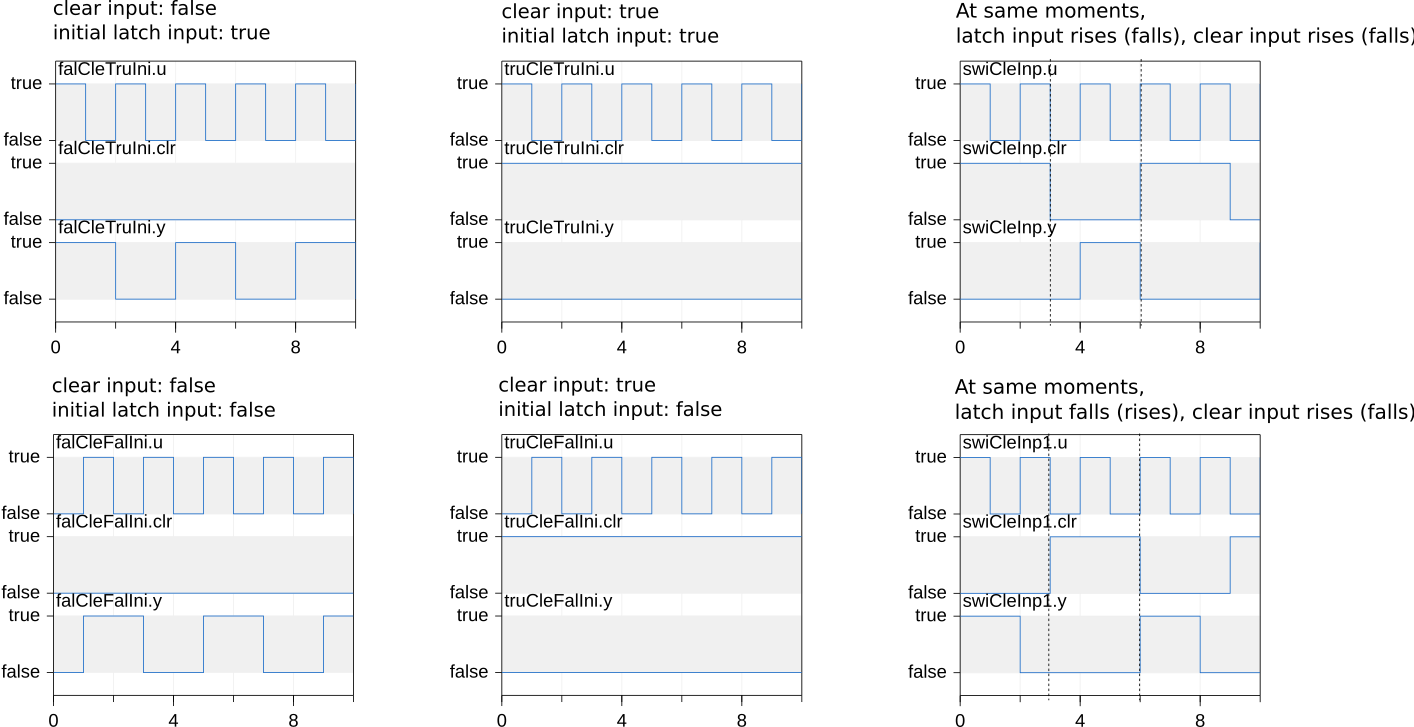 clear input: false
initial latch input: true
falCleTruIni.u
true
false
falCleTruIni.clr
true
false
falCleTruIni.y
true
false
0 4 8
clear input: true
initial latch input: true
truCleTruIni.u
true
false
truCleTruIni.clr
true
false
truCleTruIni.y
true
false
0 4 8
At same moments,
latch input rises (falls), clear input rises (falls)
swiCleInp.u
true
false
swiCleInp.clr
true
false
swiCleInp.y
true
false
0 4 8
clear input: false
initial latch input: false
falCleFalIni.u
true
false
falCleFalIni.clr
true
false
falCleFalIni.y
true
false
0 4 8
clear input: true
initial latch input: false
truCleFalIni.u
true
false
truCleFalIni.clr
true
false
truCleFalIni.y
true
false
0 4 8
At same moments,
latch input falls (rises), clear input rises (falls)
swiCleInp1.u
true
false
swiCleInp1.clr
true
false
swiCleInp1.y
true
false
0 4 8